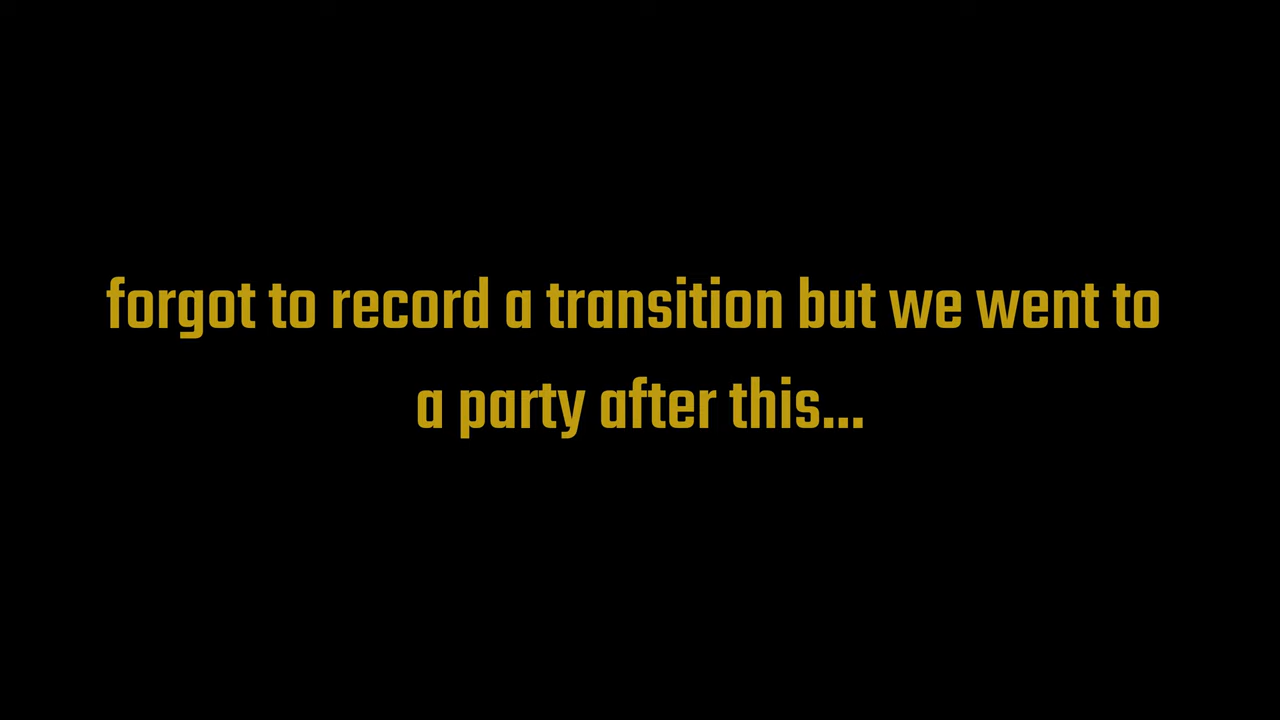 forgot to record a transition but we went to
a party after this...